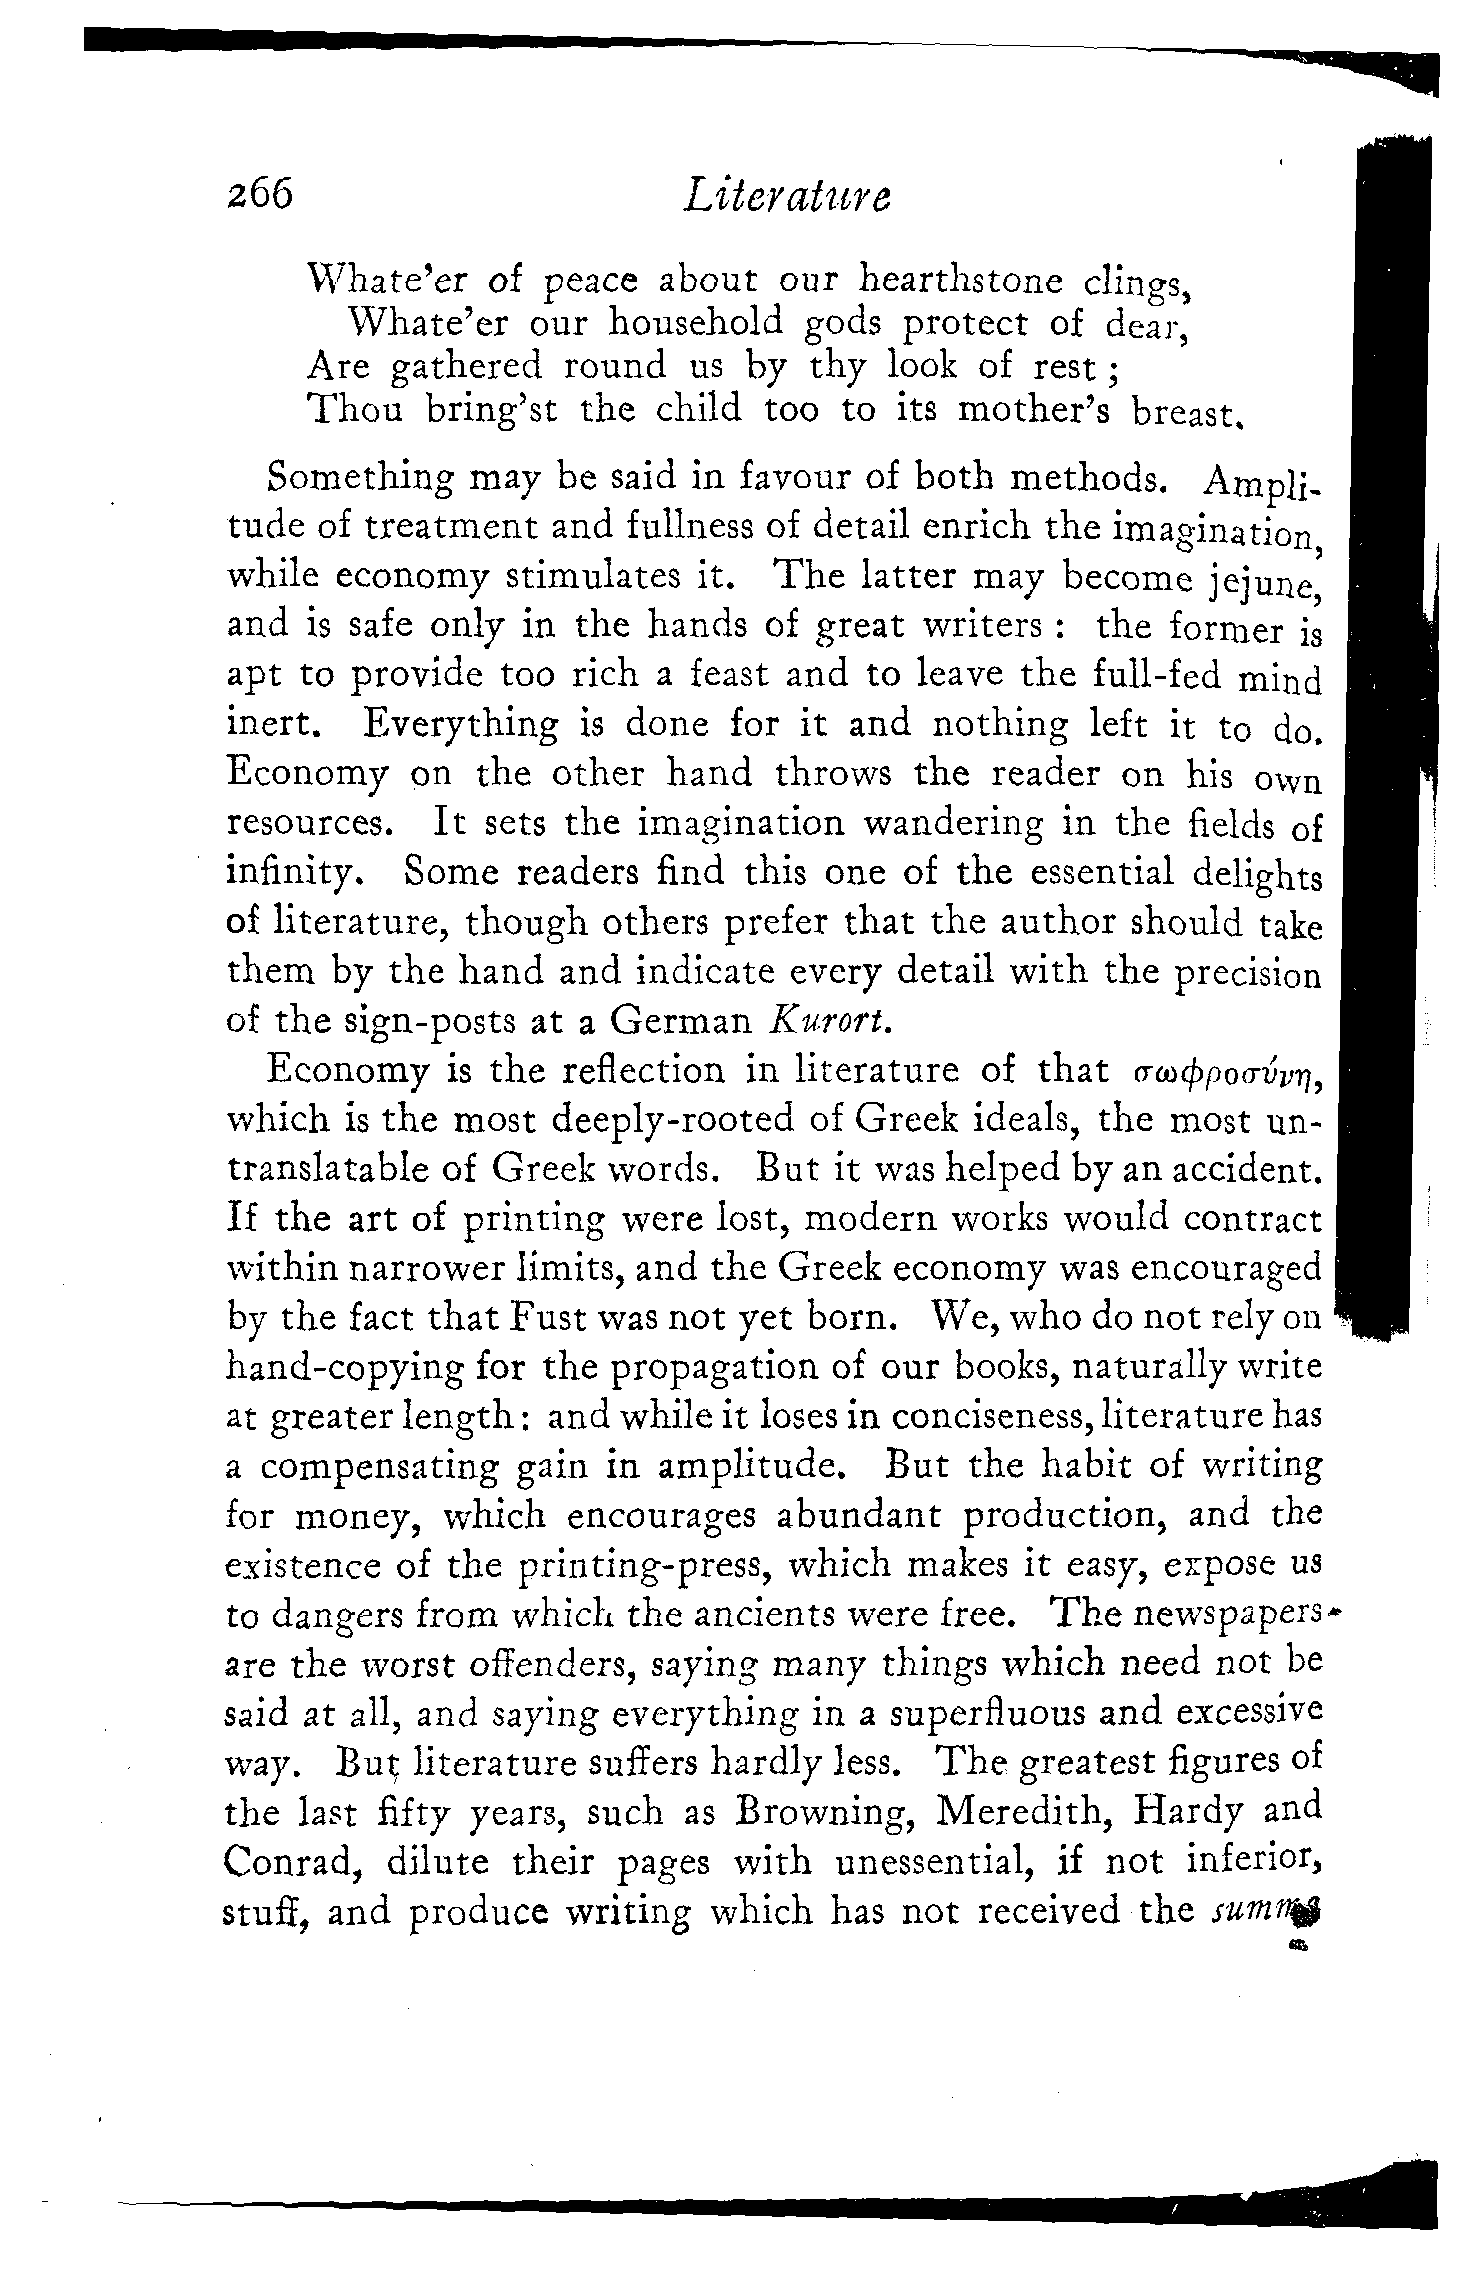 266 Literature
Whate'er of peace about our hearthstone clings,
Whate'er our household gods protect of dear,
Are gathered round us by thy look of rest ;
Thou bring'st the child too to its mother's breast.
Something may be said in favour of both methods. Ampli-
tude of treatment and fullness of detail enrich the imagination,
while economy stimulates it. The latter may become jejune,
and is safe only in the hands of great writers : the former is
apt to provide too rich a feast and to leave the full-fed mind
inert. Everything is done for it and nothing left it to do.
Economy on the other hand throws the reader on his own
resources. It sets the imagination wandering in the fields of
infinity. Some readers find this one of the essential delights
of literature, though others prefer that the author should take
them by the hand and indicate every detail with the precision
of the sign-posts at a German Kurort.
Economy is the reflection in literature of that σωφροσύνη,
which is the most deeply-rooted of Greek ideals, the most un-
translatable of Greek words. But it was helped by an accident.
If the art of printing were lost, modern works would contract
within narrower limits, and the Greek economy was encouraged
by the fact that Fust was not yet born. We, who do not rely on
hand-copying for the propagation of our books, naturally write
at greater length: and while it loses in conciseness, literature has
a compensating gain in amplitude. But the habit of writing
for money, which encourages abundant production, and the
existence of the printing-press, which makes it easy, expose us
to dangers from which the ancients were free. The newspapers
are the worst offenders, saying many things which need not be
said at all, and saying everything in a superfluous and excessive
way. But literature suffers hardly less. The greatest figures of
the last fifty years, such as Browning, Meredith, Hardy and
Conrad, dilute their pages with unessential, if not inferior,
stuff, and produce writing which has not received the summa